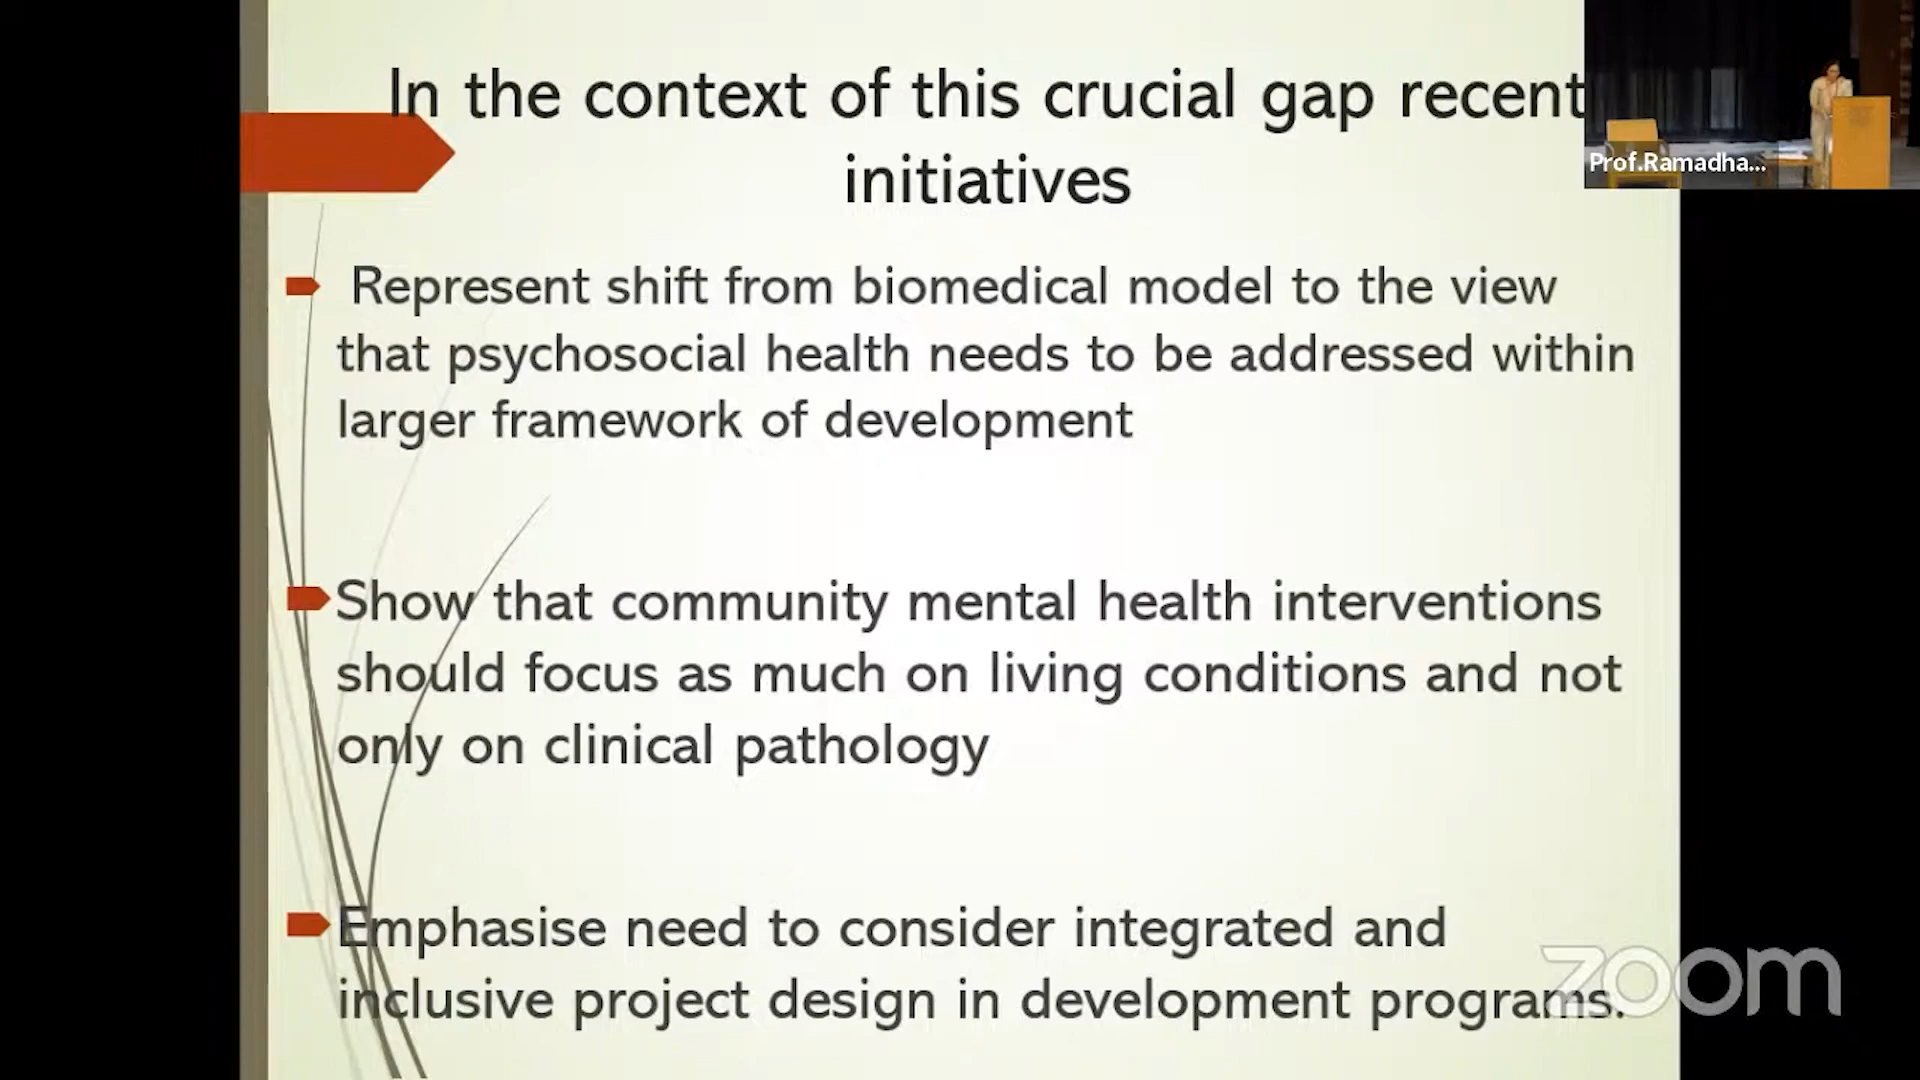 In the context of this crucial gap recent
initiatives
Prof.Ramadha...
Represent shift from biomedical model to the view
that psychosocial health needs to be addressed within
larger framework of development
Show that community mental health interventions
should focus as much on living conditions and not
only on clinical pathology
Emphasise need to consider integrated and
inclusive project design in development programs.
zoom